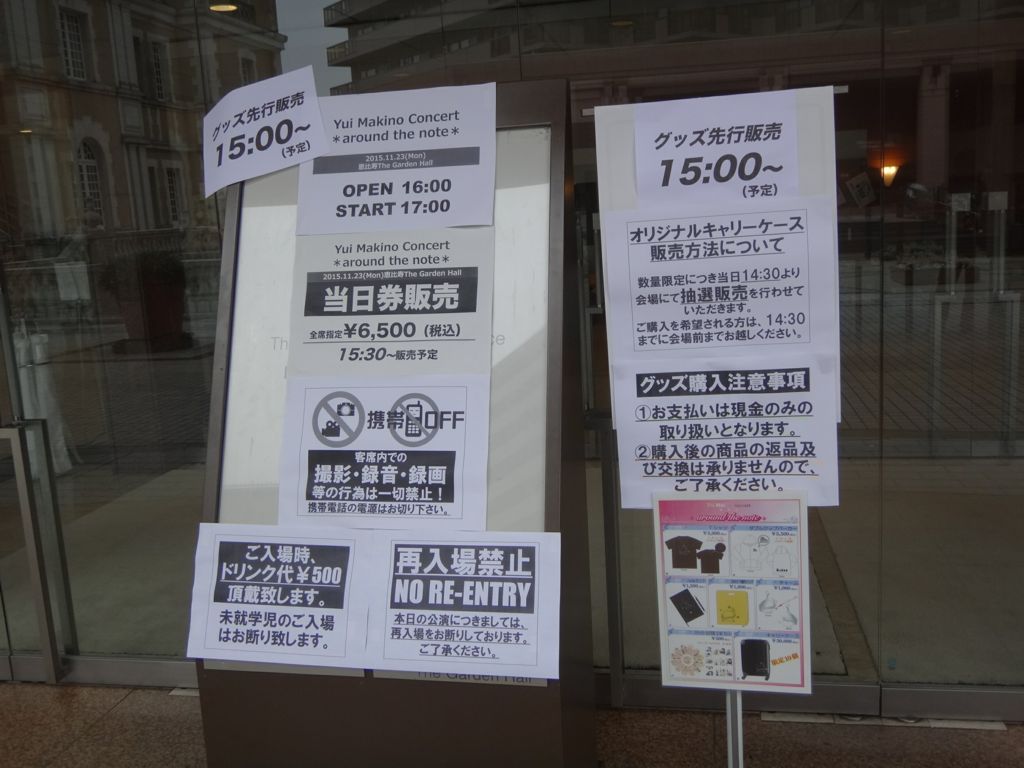 グッズ先行販売
15:00~
(予定)
Yui Makino Concert
*around the note*
2015.11.23(Mon)
恵比寿The Garden Hall
OPEN 16:00
START 17:00
Yui Makino Concert
*around the note*
2015.11.23(Mon)恵比寿The Garden Hall
当日券販売
全席指定¥6,500（税込）
15:30~販売予定
携帯OFF
客席内での
撮影・録音・録画
等の行為は一切禁止！
携帯電話の電源はお切り下さい。
ご入場時、
ドリンク代¥500
頂戴致します。
未就学児のご入場
はお断り致します。
再入場禁止
NO RE-ENTRY
本日の公演につきましては、
再入場をお断りしております。
ご了承ください。
The Garden Hall
グッズ先行販売
15:00~
(予定)
オリジナルキャリーケース
販売方法について
数量限定につき当日14:30より
会場にて抽選販売を行わせて
いただきます。
ご購入を希望される方は、14:30
までに会場前までお越しください。
グッズ購入注意事項
①お支払いは現金のみの
取り扱いとなります。
②購入後の商品の返品及
び交換は承りませんので、
ご了承ください。
around the note